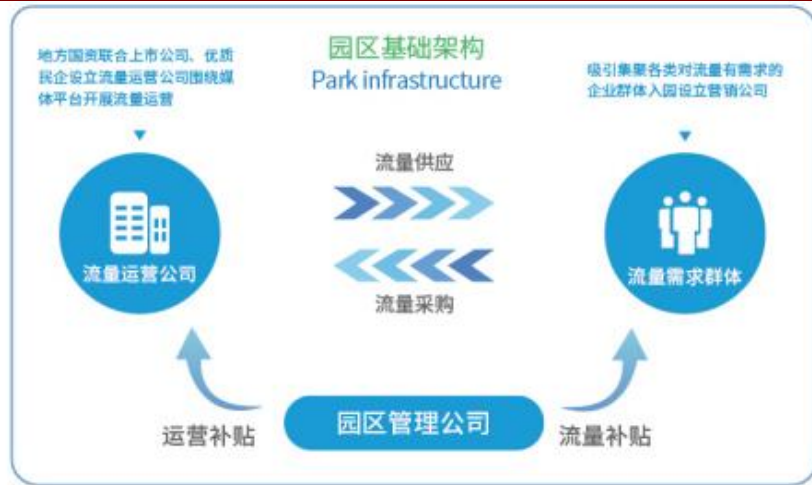 园区基础架构
Park infrastructure
地方国资联合上市公司、优质
民企设立流量运营公司围绕媒
体平台开展流量运营
吸引集聚各类对流量有需求的
企业群体入园设立营销公司
流量供应
流量运营公司
流量需求群体
流量采购
园区管理公司
运营补贴
流量补贴